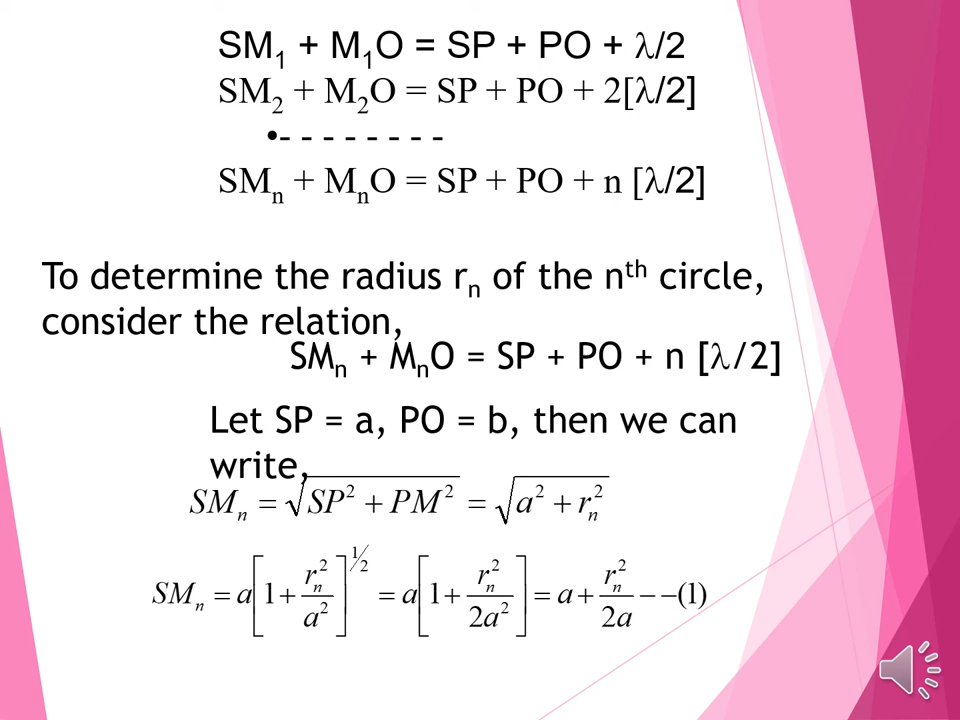 SM₁ + M₁O = SP + PO + λ/2
SM₂ + M₂O = SP + PO + 2[λ/2]
•- - - - - - - -
SMₙ + MₙO = SP + PO + n [λ/2]
To determine the radius rₙ of the nᵗʰ circle,
consider the relation,
SMₙ + MₙO = SP + PO + n [λ/2]
Let SP = a, PO = b, then we can
write,
SMₙ = √(SP² + PM²) = √(a² + rₙ²)
SMₙ = a[1 + rₙ²/a²]^½ = a[1 + rₙ²/2a²] = a + rₙ²/2a − −(1)